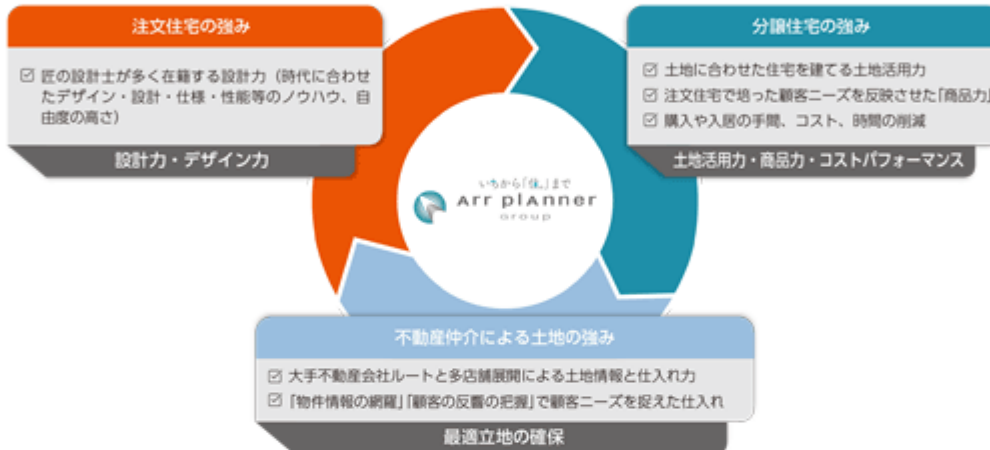 注文住宅の強み
匠の設計士が多く在籍する設計力（時代に合わせ
たデザイン・設計・仕様・性能等のノウハウ、自
由度の高さ）
設計力・デザイン力
分譲住宅の強み
土地に合わせた住宅を建てる土地活用力
注文住宅で培った顧客ニーズを反映させた「商品力」
購入や入居の手間、コスト、時間の削減
土地活用力・商品力・コストパフォーマンス
いちから「住。」まで
Arr plAnner
group
不動産仲介による土地の強み
大手不動産会社ルートと多店舗展開による土地情報と仕入れ力
「物件情報の網羅」「顧客の反響の把握」で顧客ニーズを捉えた仕入れ
最適立地の確保